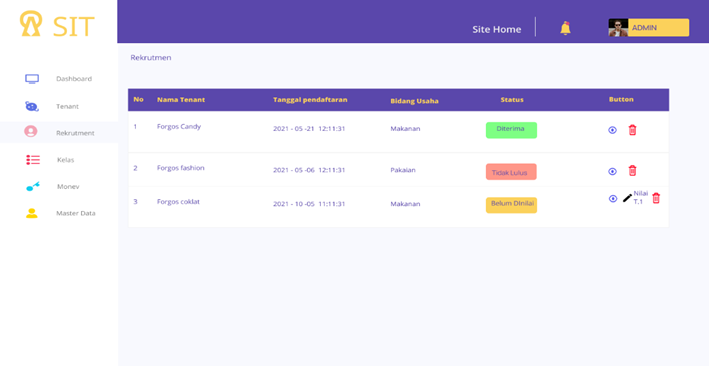 SIT
Site Home
ADMIN
Rekrutmen
Dashboard
Tenant
Rekrutment
Kelas
Monev
Master Data
No Nama Tenant Tanggal pendaftaran Bidang Usaha Status Button
1 Forgos Candy 2021 - 05 -21 12:11:31 Makanan Diterima
2 Forgos fashion 2021 - 05 -06 12:11:31 Pakaian Tidak Lulus
3 Forgos coklat 2021 - 10 -05 11:11:31 Makanan Belum Dinilai Nilai
T.1